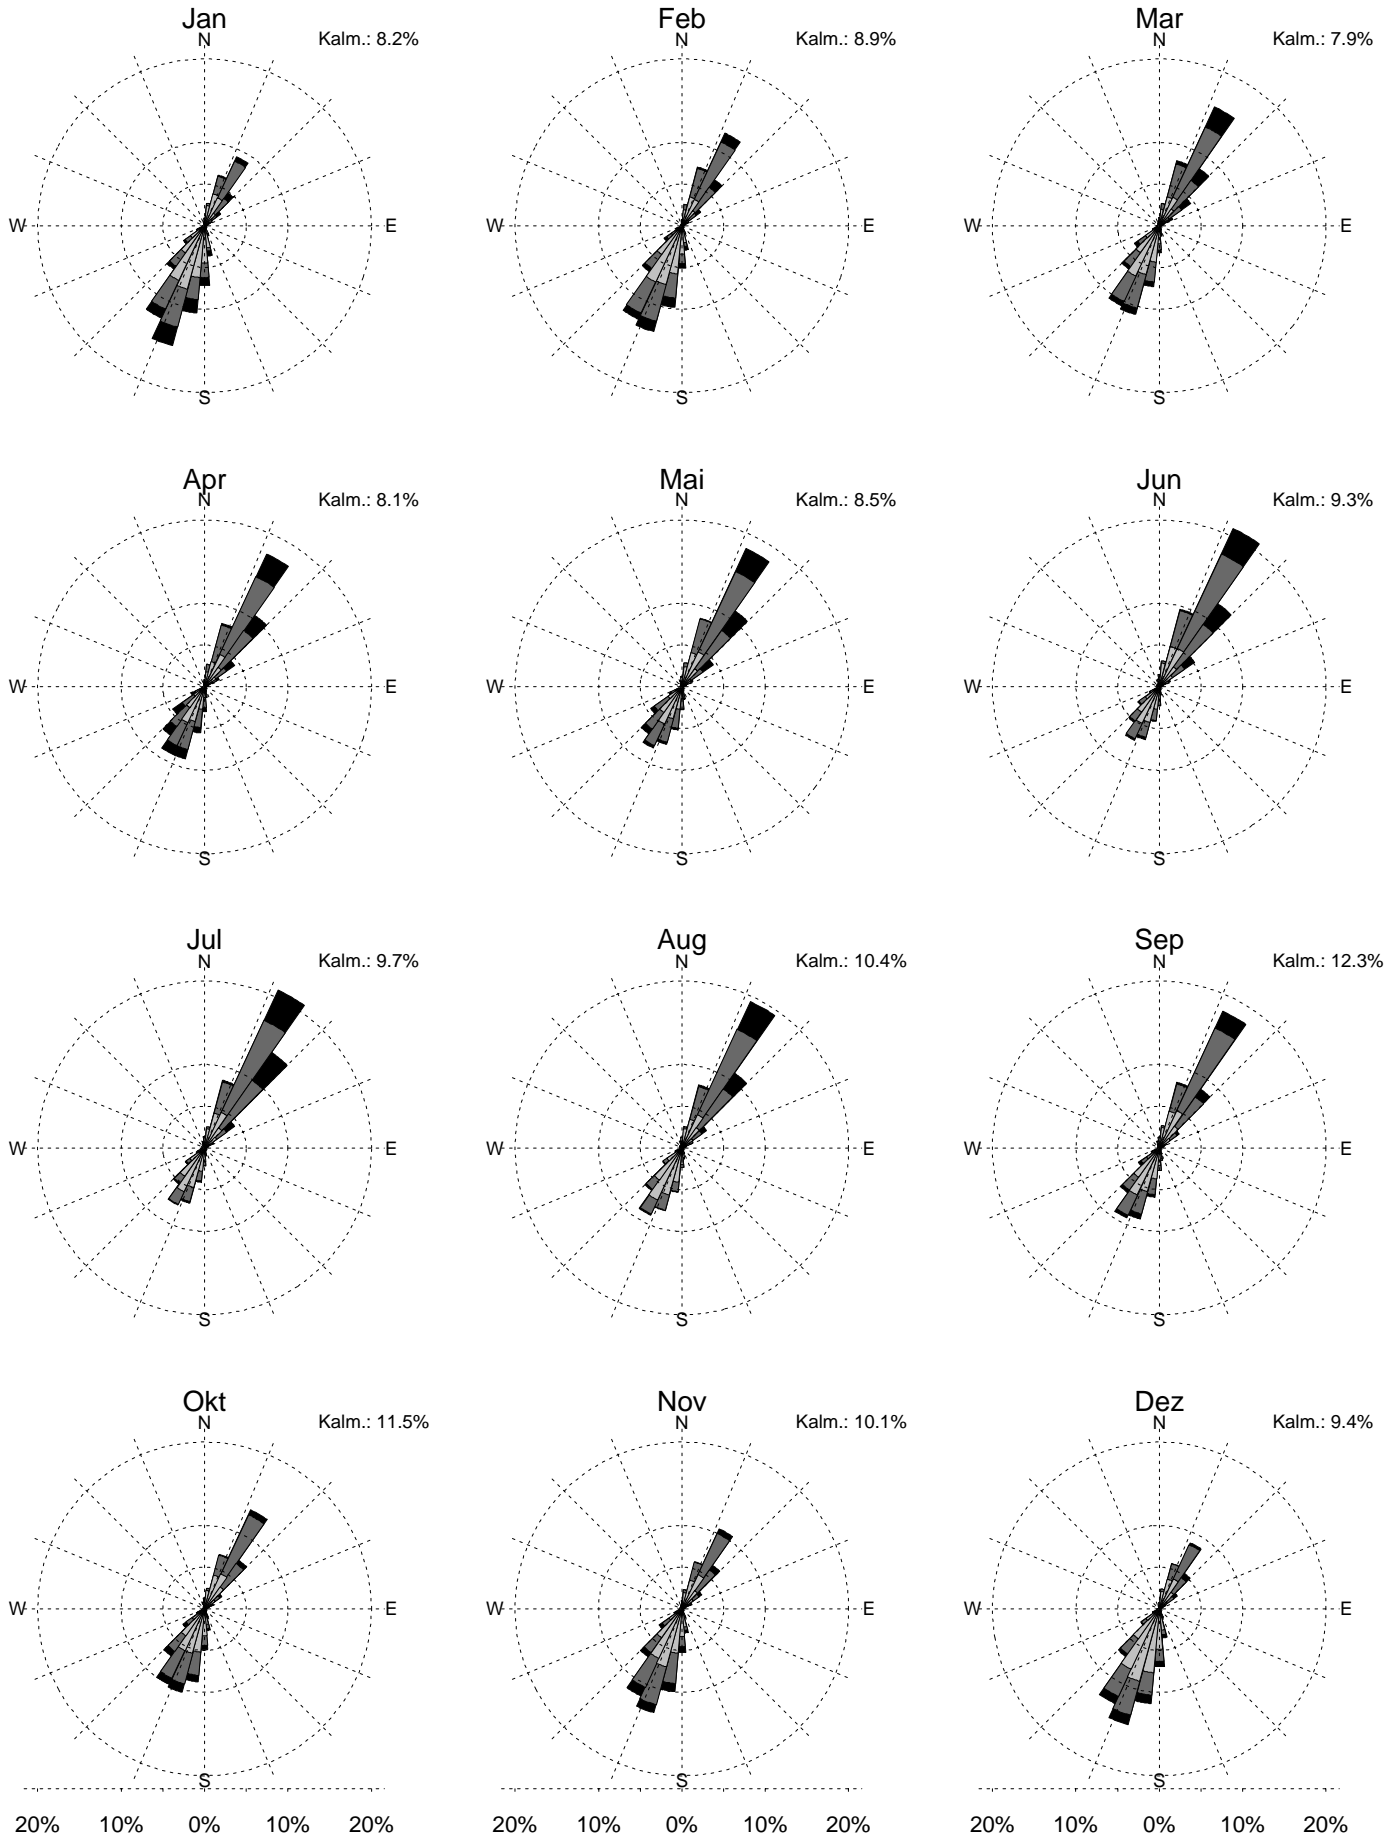 Jan Feb Mar
N Kalm.: 8.2% N Kalm.: 8.9% N Kalm.: 7.9%
W E W E W E
S S S
Apr Mai Jun
N Kalm.: 8.1% N Kalm.: 8.5% N Kalm.: 9.3%
W E W E W E
S S S
Jul Aug Sep
N Kalm.: 9.7% N Kalm.: 10.4% N Kalm.: 12.3%
W E W E W E
S S S
Okt Nov Dez
N Kalm.: 11.5% N Kalm.: 10.1% N Kalm.: 9.4%
W E W E W E
S S S
20% 10% 0% 10% 20% 20% 10% 0% 10% 20% 20% 10% 0% 10% 20%